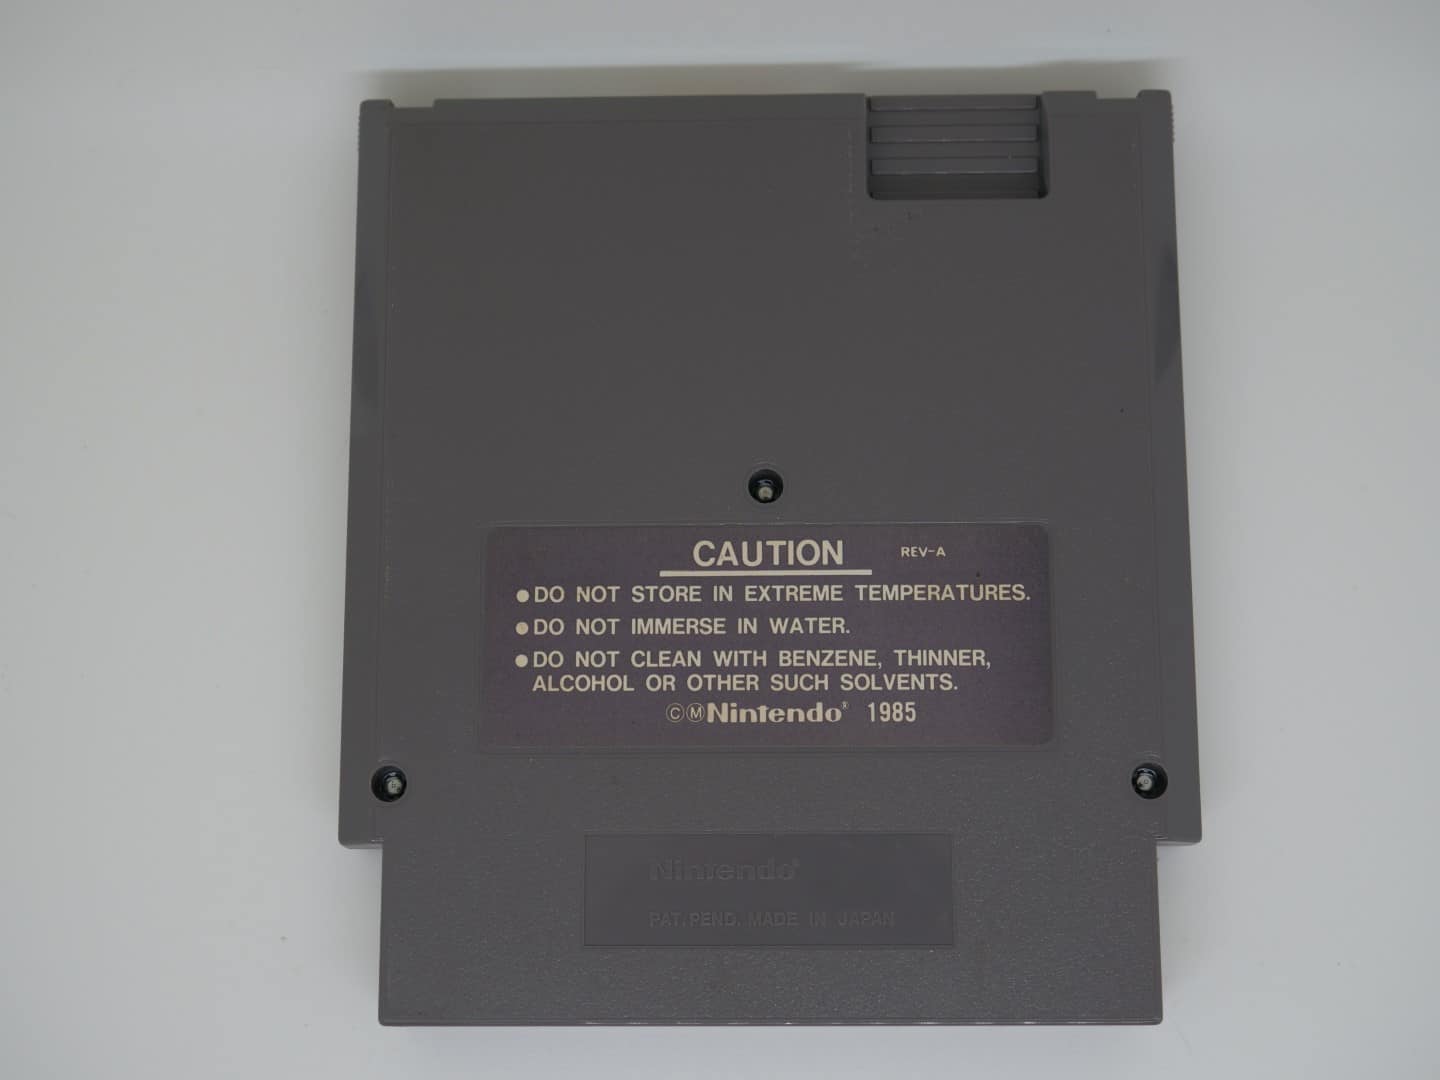 CAUTION REV-A
●DO NOT STORE IN EXTREME TEMPERATURES.
●DO NOT IMMERSE IN WATER.
●DO NOT CLEAN WITH BENZENE, THINNER,
ALCOHOL OR OTHER SUCH SOLVENTS.
©ⓂNintendo® 1985
Nintendo®
PAT. PEND. MADE IN JAPAN